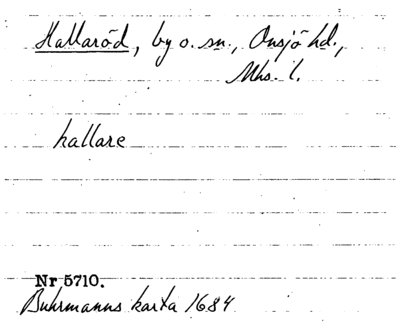 Hallaröd, by o. sn., Onsjö hd.,
Mhs. l.
hallare
Nr 5710.
Buhrmanns karta 1684